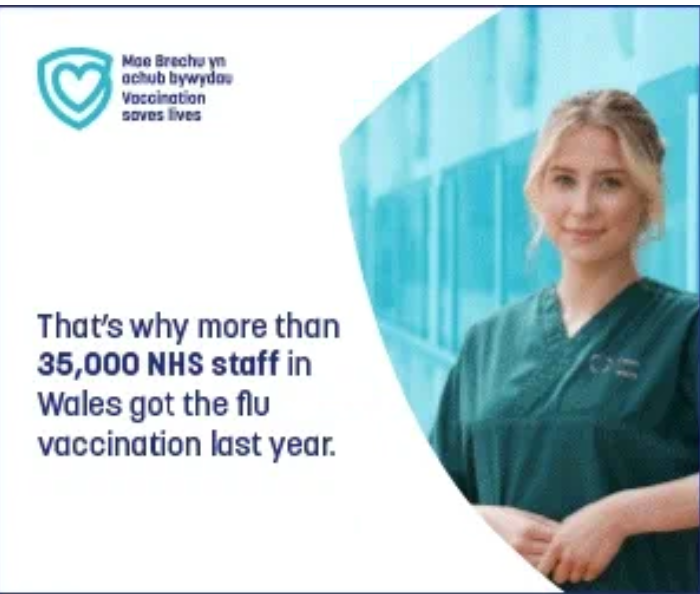 Mae Brechu yn
achub bywydau
Vaccination
saves lives
That's why more than
35,000 NHS staff in
Wales got the flu
vaccination last year.